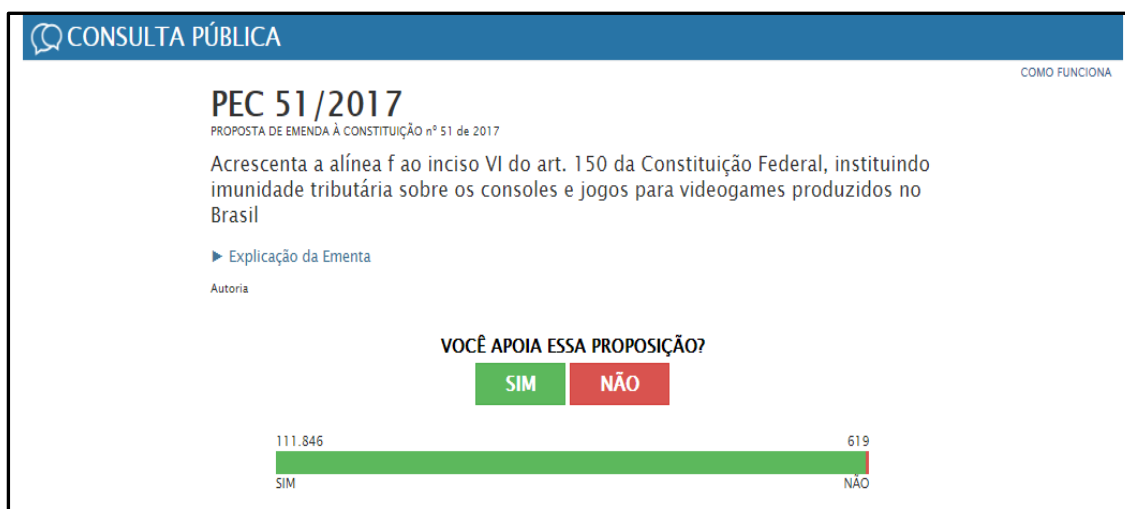 CONSULTA PÚBLICA
COMO FUNCIONA
PEC 51/2017
PROPOSTA DE EMENDA À CONSTITUIÇÃO nº 51 de 2017
Acrescenta a alínea f ao inciso VI do art. 150 da Constituição Federal, instituindo
imunidade tributária sobre os consoles e jogos para videogames produzidos no
Brasil
Explicação da Ementa
Autoria
VOCÊ APOIA ESSA PROPOSIÇÃO?
SIM NÃO
111.846 619
SIM NÃO